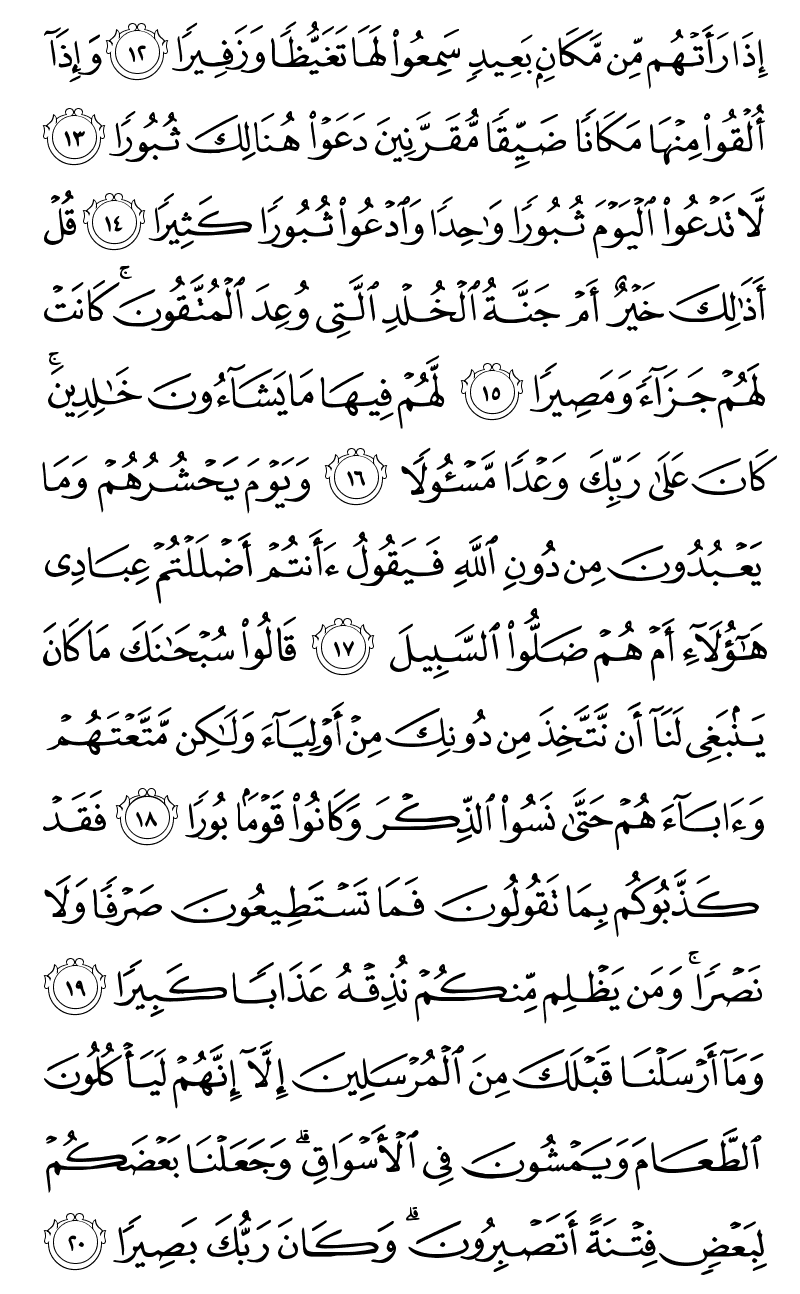 إِذَا رَأَتْهُم مِّن مَّكَانٍۭ بَعِيدٍ سَمِعُوا۟ لَهَا تَغَيُّظًا وَزَفِيرًا ١٢ وَإِذَآ
أُلْقُوا۟ مِنْهَا مَكَانًا ضَيِّقًا مُّقَرَّنِينَ دَعَوْا۟ هُنَالِكَ ثُبُورًا ١٣
لَّا تَدْعُوا۟ ٱلْيَوْمَ ثُبُورًا وَٰحِدًا وَٱدْعُوا۟ ثُبُورًا كَثِيرًا ١٤ قُلْ
أَذَٰلِكَ خَيْرٌ أَمْ جَنَّةُ ٱلْخُلْدِ ٱلَّتِى وُعِدَ ٱلْمُتَّقُونَ ۚ كَانَتْ
لَهُمْ جَزَآءً وَمَصِيرًا ١٥ لَّهُمْ فِيهَا مَا يَشَآءُونَ خَٰلِدِينَ ۚ
كَانَ عَلَىٰ رَبِّكَ وَعْدًا مَّسْـُٔولًا ١٦ وَيَوْمَ يَحْشُرُهُمْ وَمَا
يَعْبُدُونَ مِن دُونِ ٱللَّهِ فَيَقُولُ ءَأَنتُمْ أَضْلَلْتُمْ عِبَادِى
هَٰٓؤُلَآءِ أَمْ هُمْ ضَلُّوا۟ ٱلسَّبِيلَ ١٧ قَالُوا۟ سُبْحَٰنَكَ مَا كَانَ
يَنۢبَغِى لَنَآ أَن نَّتَّخِذَ مِن دُونِكَ مِنْ أَوْلِيَآءَ وَلَٰكِن مَّتَّعْتَهُمْ
وَءَابَآءَهُمْ حَتَّىٰ نَسُوا۟ ٱلذِّكْرَ وَكَانُوا۟ قَوْمًۢا بُورًا ١٨ فَقَدْ
كَذَّبُوكُم بِمَا تَقُولُونَ فَمَا تَسْتَطِيعُونَ صَرْفًا وَلَا
نَصْرًا ۚ وَمَن يَظْلِم مِّنكُمْ نُذِقْهُ عَذَابًا كَبِيرًا ١٩
وَمَآ أَرْسَلْنَا قَبْلَكَ مِنَ ٱلْمُرْسَلِينَ إِلَّآ إِنَّهُمْ لَيَأْكُلُونَ
ٱلطَّعَامَ وَيَمْشُونَ فِى ٱلْأَسْوَاقِ ۗ وَجَعَلْنَا بَعْضَكُمْ
لِبَعْضٍ فِتْنَةً أَتَصْبِرُونَ ۗ وَكَانَ رَبُّكَ بَصِيرًا ٢٠